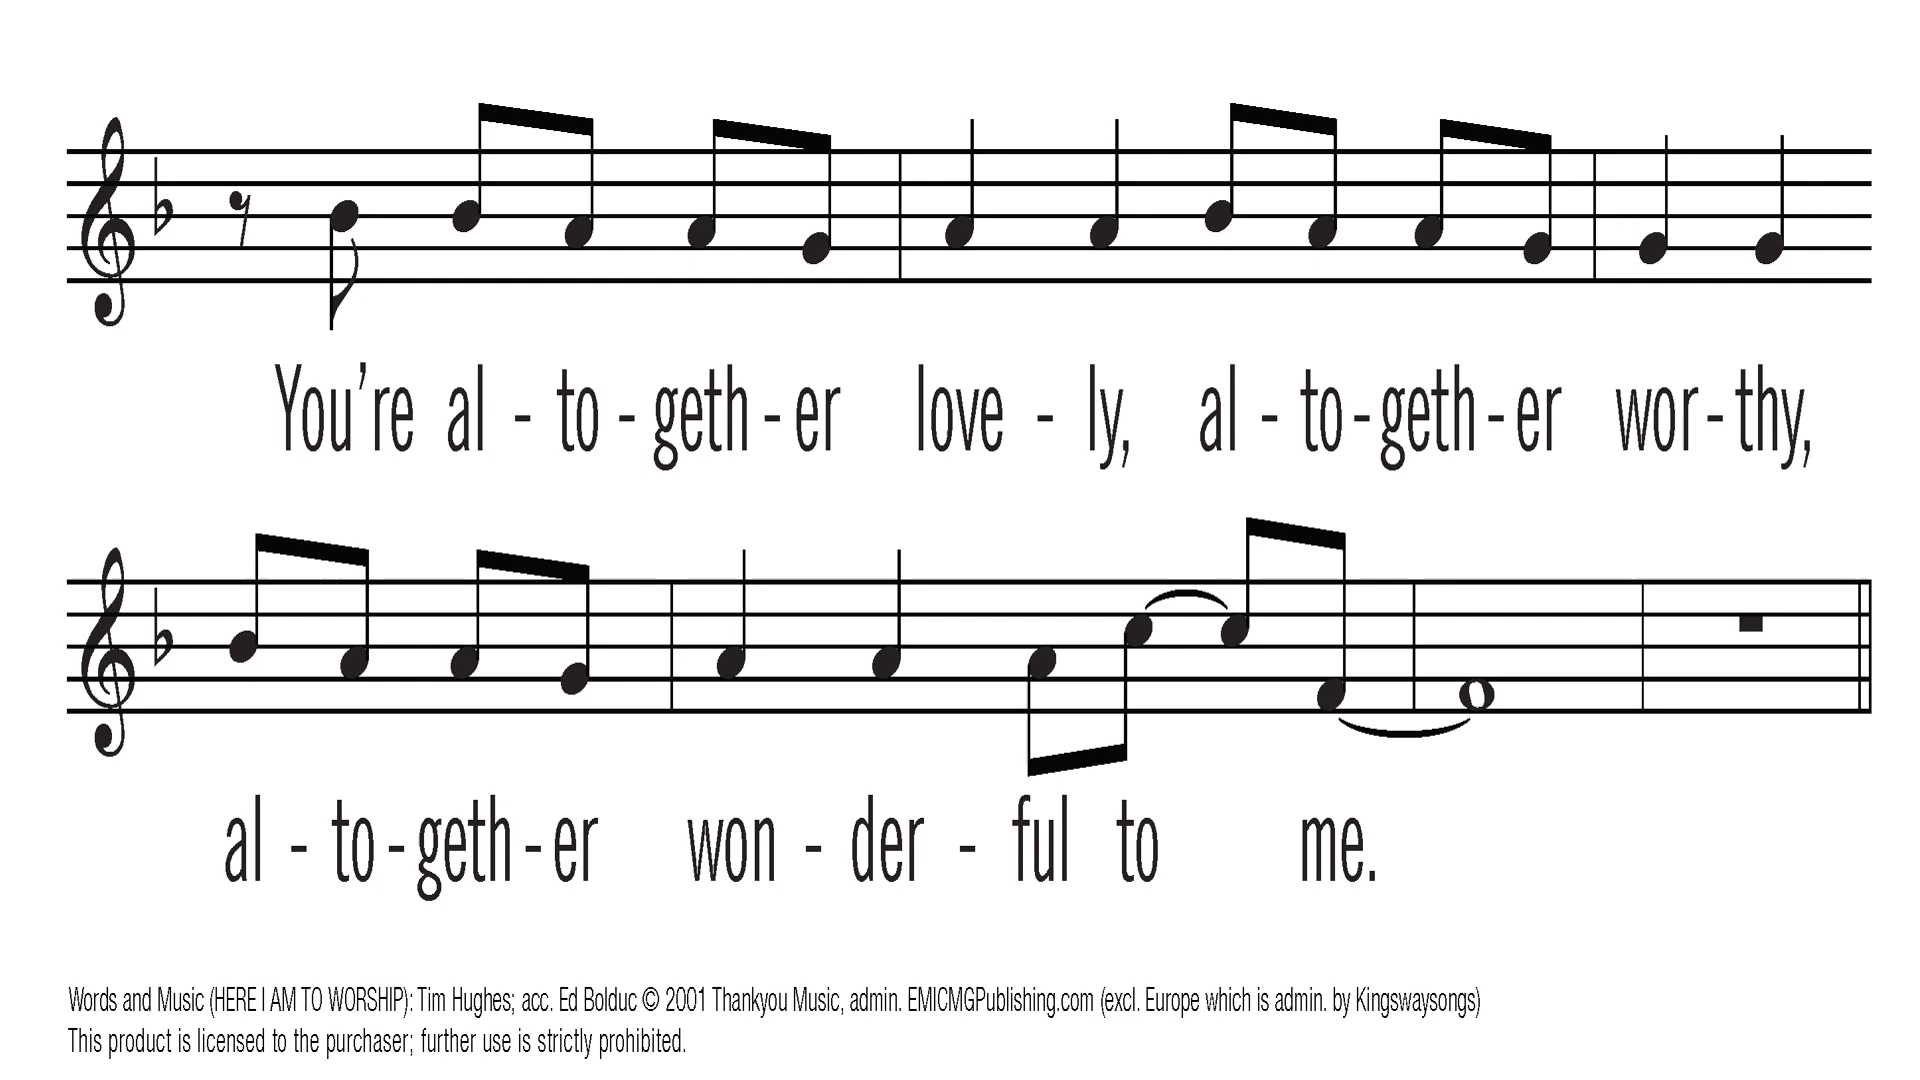 You're al - to - geth - er love - ly, al - to - geth - er wor - thy,
al - to - geth - er won - der - ful to me.
Words and Music (HERE I AM TO WORSHIP): Tim Hughes; acc. Ed Bolduc © 2001 Thankyou Music, admin. EMICMGPublishing.com (excl. Europe which is admin. by Kingswaysongs)
This product is licensed to the purchaser; further use is strictly prohibited.